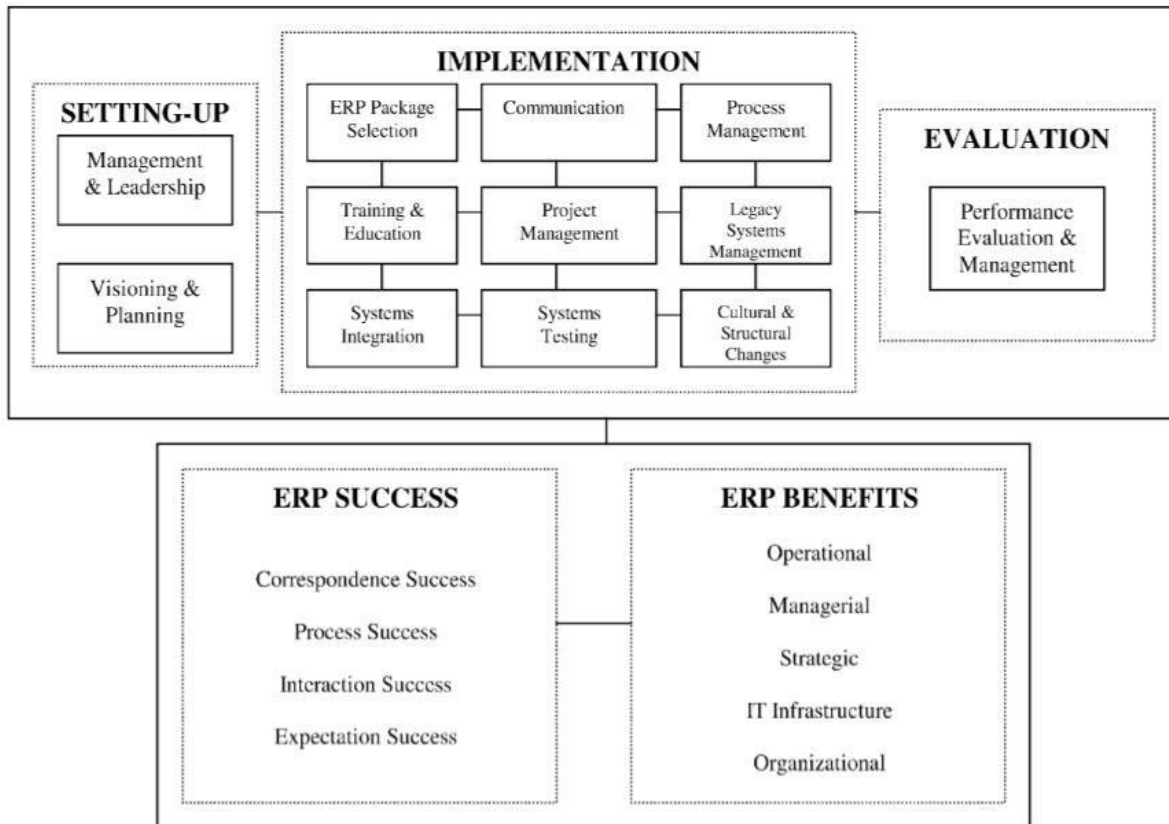 SETTING-UP
Management
& Leadership
Visioning &
Planning
IMPLEMENTATION
ERP Package
Selection
Communication
Process
Management
Training &
Education
Project
Management
Legacy
Systems
Management
Systems
Integration
Systems
Testing
Cultural &
Structural
Changes
EVALUATION
Performance
Evaluation &
Management
ERP SUCCESS
Correspondence Success
Process Success
Interaction Success
Expectation Success
ERP BENEFITS
Operational
Managerial
Strategic
IT Infrastructure
Organizational